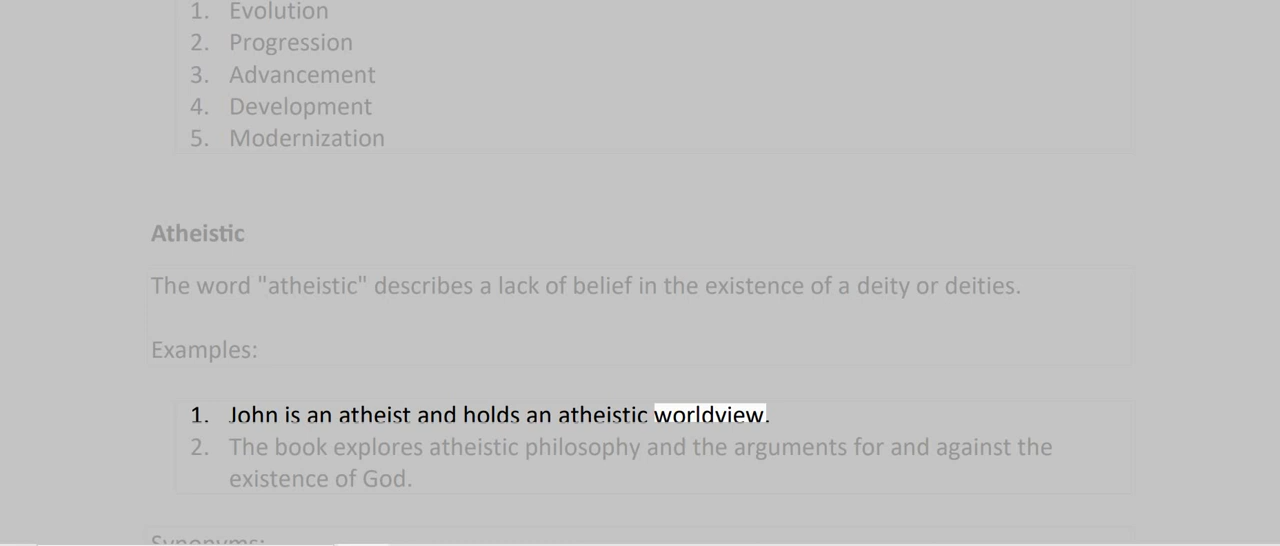 1. Evolution
2. Progression
3. Advancement
4. Development
5. Modernization
Atheistic
The word "atheistic" describes a lack of belief in the existence of a deity or deities.
Examples:
1. John is an atheist and holds an atheistic worldview.
2. The book explores atheistic philosophy and the arguments for and against the
existence of God.
Synonyms: